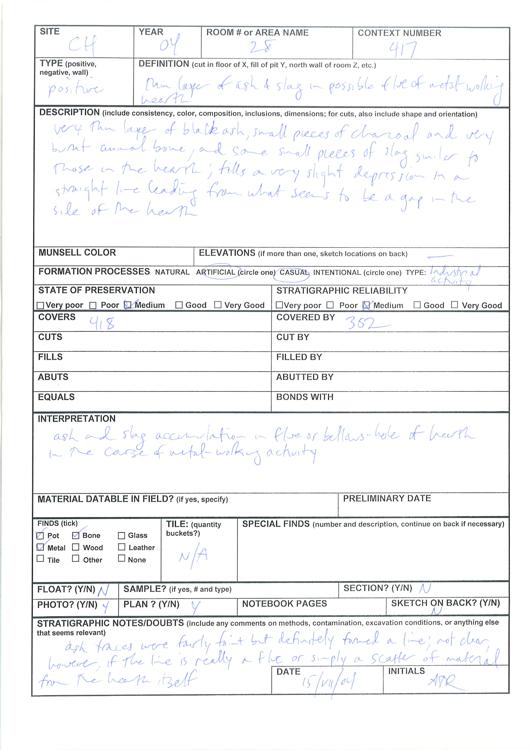 SITE CH YEAR 04 ROOM # or AREA NAME 28 CONTEXT NUMBER 417
TYPE (positive, negative, wall) positive
DEFINITION (cut in floor of X, fill of pit Y, north wall of room Z, etc.)
thin layer of ash & slag in possible flue of metal working
hearth
DESCRIPTION (include consistency, color, composition, inclusions, dimensions; for cuts, also include shape and orientation)
very thin layer of black ash, small pieces of charcoal and very
burnt animal bone, and some small pieces of slag similar to
those in the hearth; fills a very slight depression in a
straight line leading from what seems to be a gap in the
side of the hearth
MUNSELL COLOR ELEVATIONS (if more than one, sketch locations on back) —
FORMATION PROCESSES NATURAL ARTIFICIAL (circle one) CASUAL INTENTIONAL (circle one) TYPE: Industrial
activity
STATE OF PRESERVATION STRATIGRAPHIC RELIABILITY
Very poor Poor Medium Good Very Good Very poor Poor Medium Good Very Good
COVERS 418 COVERED BY 382
CUTS CUT BY
FILLS FILLED BY
ABUTS ABUTTED BY
EQUALS BONDS WITH
INTERPRETATION
ash and slag accumulation in flue or bellows-hole of hearth
in the course of metal-working activity
MATERIAL DATABLE IN FIELD? (if yes, specify) PRELIMINARY DATE
FINDS (tick)
Pot Bone Glass
Metal Wood Leather
Tile Other None
TILE: (quantity buckets?) N/A
SPECIAL FINDS (number and description, continue on back if necessary)
FLOAT? (Y/N) N SAMPLE? (if yes, # and type) SECTION? (Y/N) N
PHOTO? (Y/N) Y PLAN ? (Y/N) Y NOTEBOOK PAGES SKETCH ON BACK? (Y/N) N
STRATIGRAPHIC NOTES/DOUBTS (include any comments on methods, contamination, excavation conditions, or anything else
that seems relevant)
ash traces were fairly faint but definitely formed a line; not clear,
however, if the line is really a flue or simply a scatter of material
from the hearth itself
DATE 15/VII/04 INITIALS